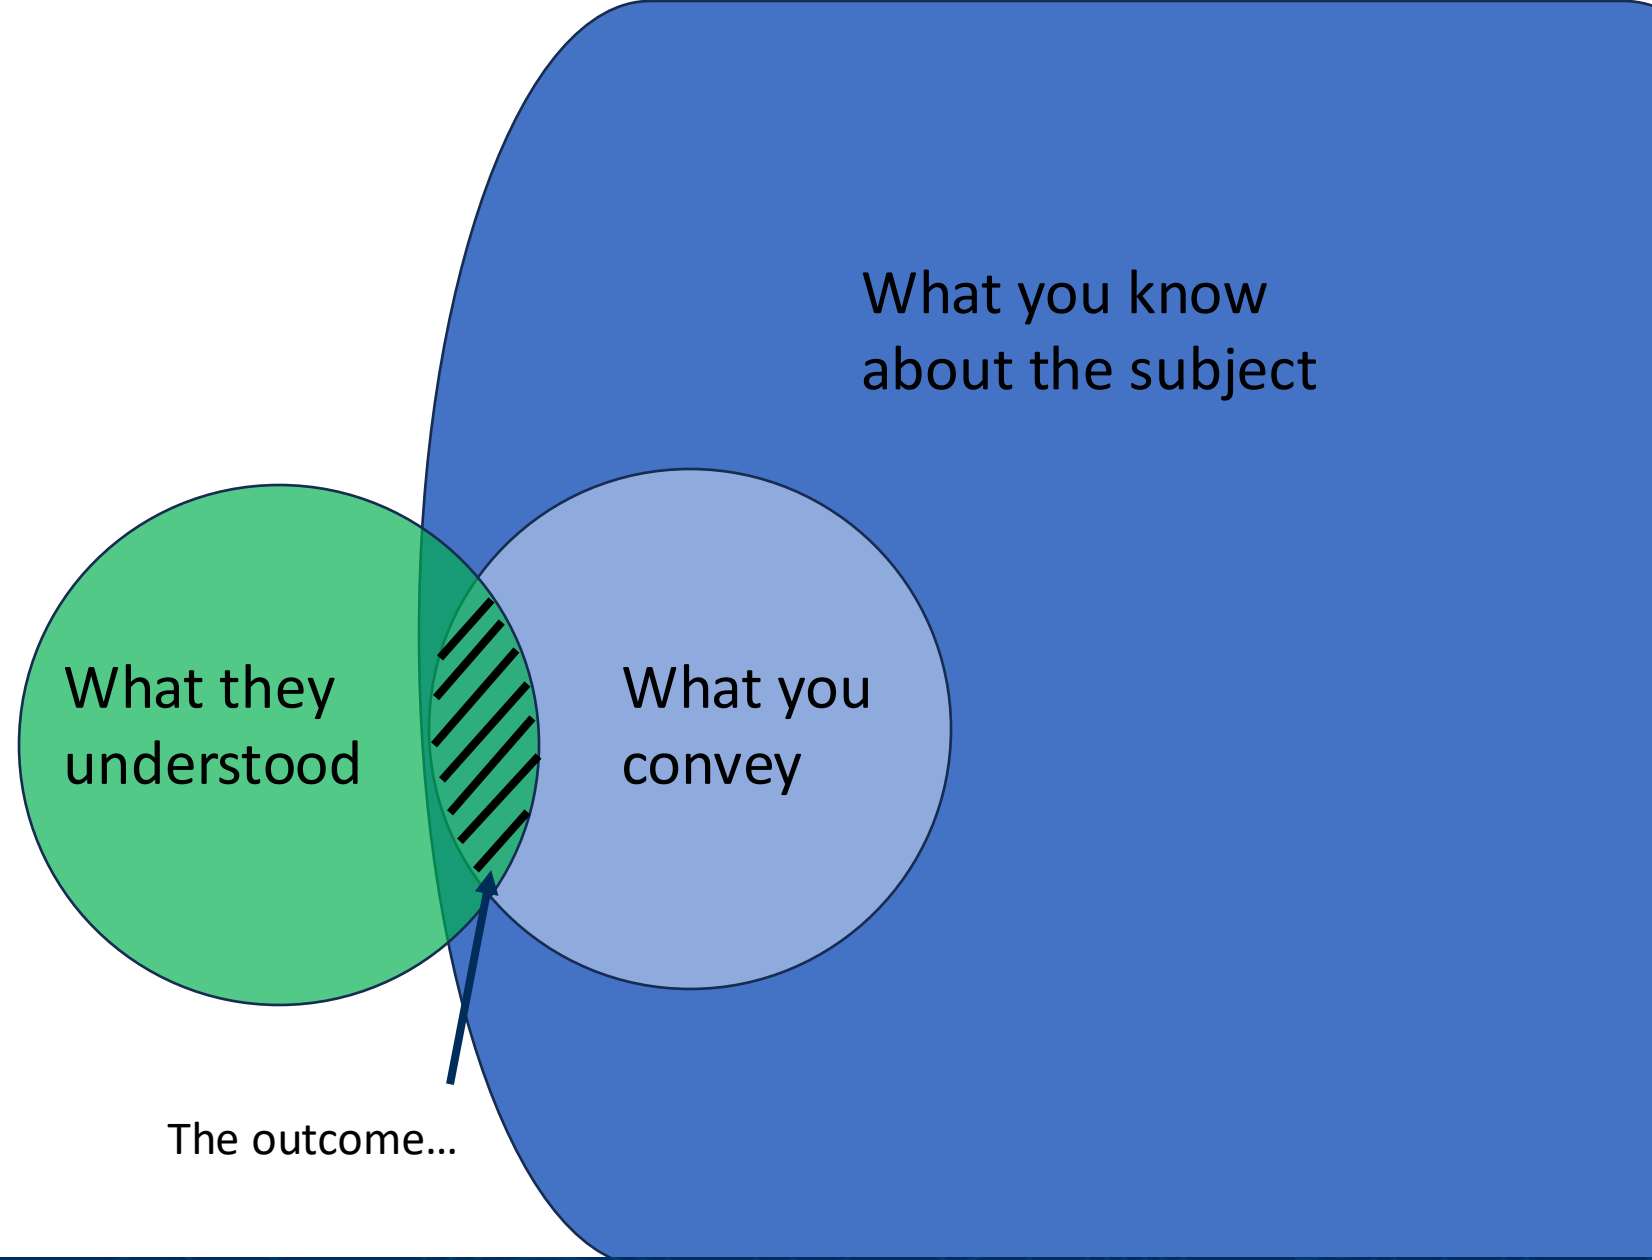 What you know
about the subject
What they
understood
What you
convey
The outcome...